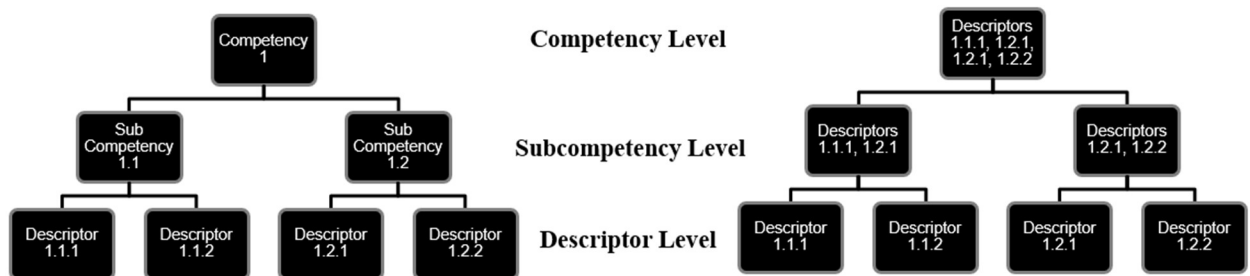 Competency
1
Competency Level
Descriptors
1.1.1, 1.2.1,
1.2.1, 1.2.2
Sub
Competency
1.1
Sub
Competency
1.2
Subcompetency Level
Descriptors
1.1.1, 1.2.1
Descriptors
1.2.1, 1.2.2
Descriptor
1.1.1
Descriptor
1.1.2
Descriptor
1.2.1
Descriptor
1.2.2
Descriptor Level
Descriptor
1.1.1
Descriptor
1.1.2
Descriptor
1.2.1
Descriptor
1.2.2